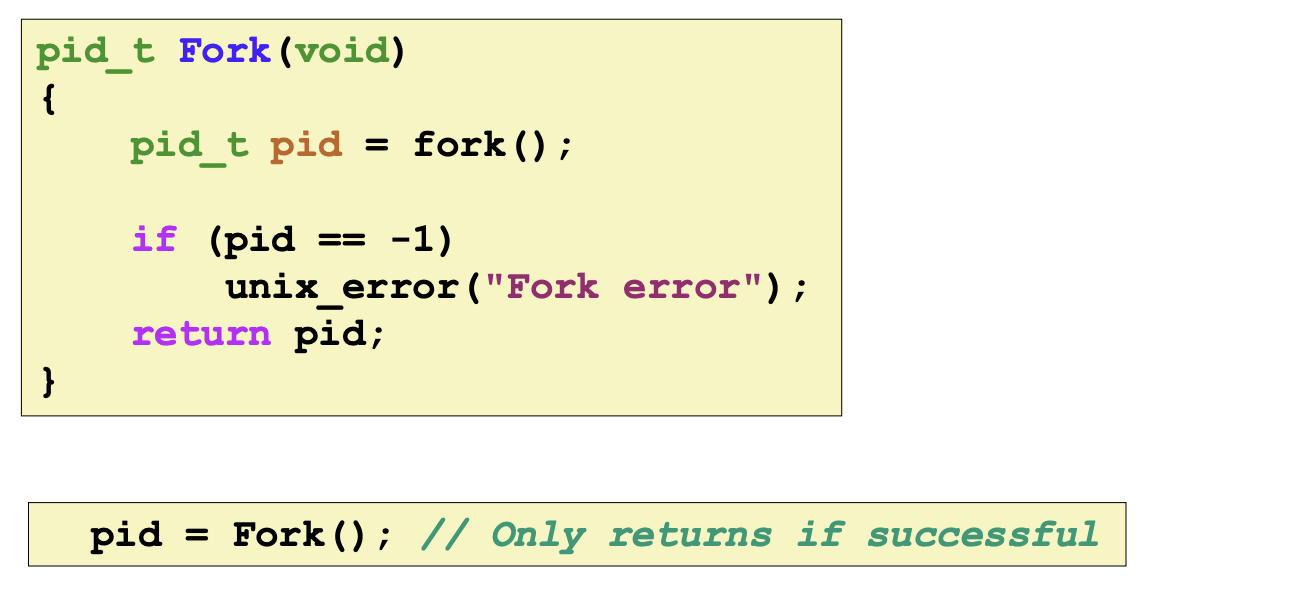 pid_t Fork(void)
{
    pid_t pid = fork();
    if (pid == -1)
        unix_error("Fork error");
    return pid;
}
pid = Fork(); // Only returns if successful